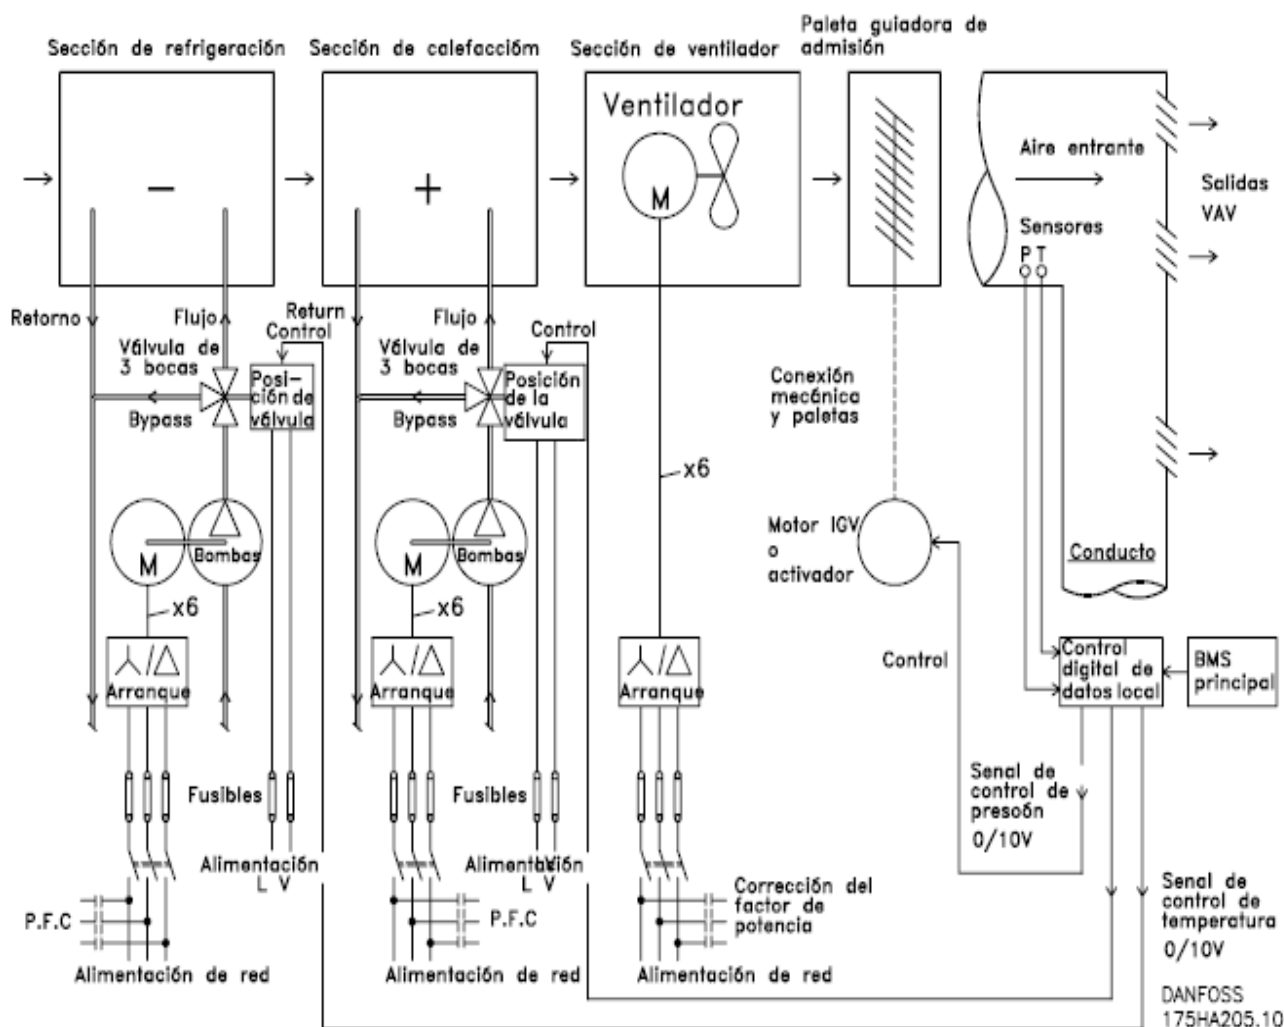 Sección de refrigeración
Sección de calefaccióm
Sección de ventilador
Paleta guiadora de
admisión
Ventilador
M
−
+
Aire entrante
Salidas
VAV
Sensores
P T
Retorno
Flujo
Válvula de
3 bocas
Bypass
Control
Posi-
ción de
válvula
Return
Flujo
Válvula de
3 bocas
Bypass
Control
Posición
de la
válvula
Conexión
mecánica
y paletas
x6
M
Bombas
x6
M
Bombas
x6
Motor IGV
o
activador
Conducto
Arranque
Arranque
Arranque
Control
Control
digital de
datos local
BMS
principal
Fusibles
Fusibles
Senal de
control de
presoón
0/10V
Alimentación
L V
Alimentación
L V
P.F.C
P.F.C
Corrección del
factor de
potencia
Senal de
control de
temperatura
0/10V
Alimentación de red
Alimentación de red
Alimentación de red
DANFOSS
175HA205.10